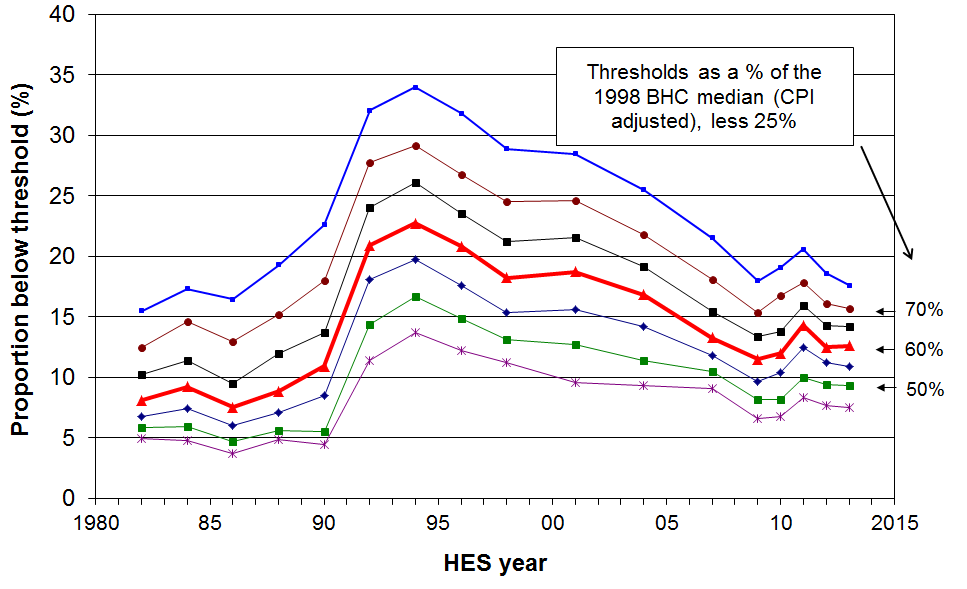 Proportion below threshold (%)
40
35
30
25
20
15
10
5
0
Thresholds as a % of the
1998 BHC median (CPI
adjusted), less 25%
70%
60%
50%
1980 85 90 95 00 05 10 2015
HES year